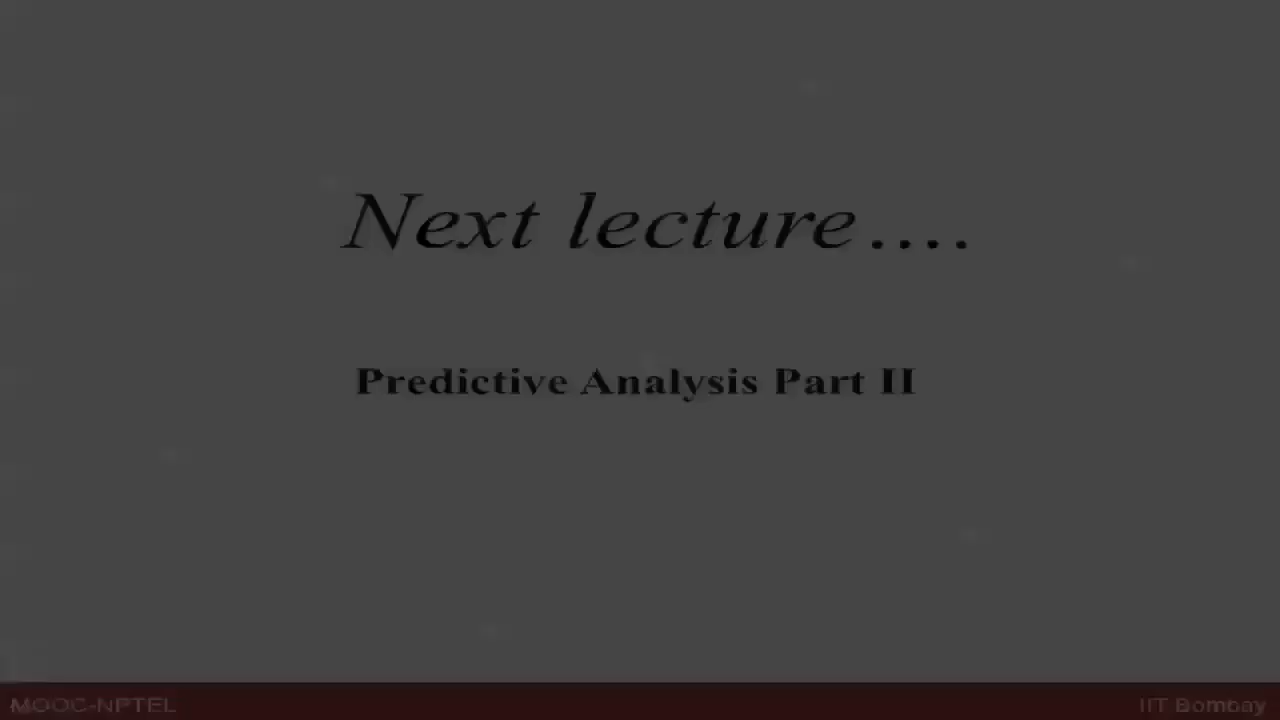 Next lecture....
Predictive Analysis Part II
MOOC-NPTEL
IIT Bombay